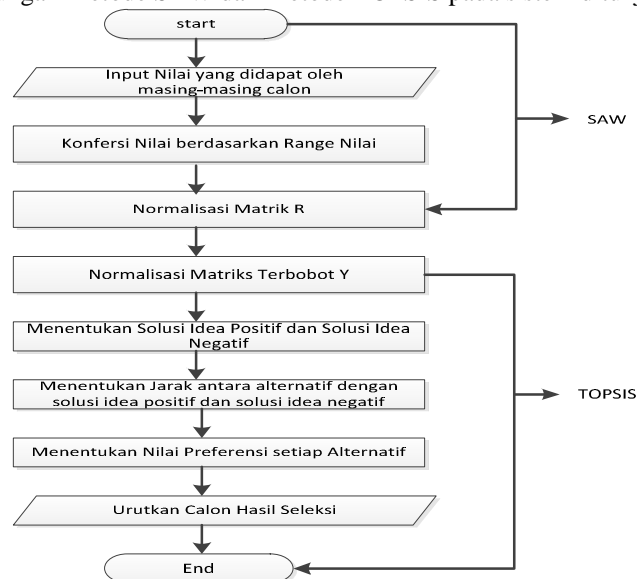 start
Input Nilai yang didapat oleh
masing-masing calon
SAW
Konfersi Nilai berdasarkan Range Nilai
Normalisasi Matrik R
Normalisasi Matriks Terbobot Y
Menentukan Solusi Idea Positif dan Solusi Idea
Negatif
Menentukan Jarak antara alternatif dengan
solusi idea positif dan solusi idea negatif
TOPSIS
Menentukan Nilai Preferensi setiap Alternatif
Urutkan Calon Hasil Seleksi
End